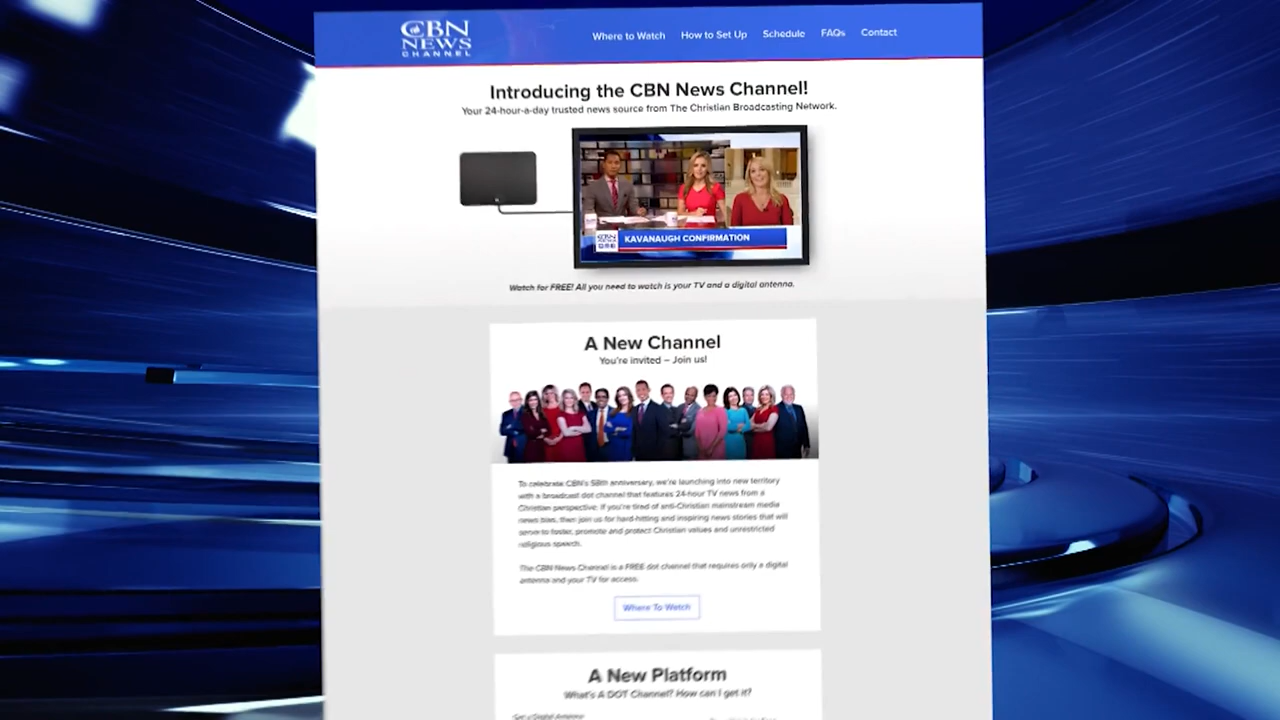 CBN
NEWS
CHANNEL
Where to Watch How to Set Up Schedule FAQs Contact
Introducing the CBN News Channel!
Your 24-hour-a-day trusted news source from The Christian Broadcasting Network.
CBN
NEWS
KAVANAUGH CONFIRMATION
Watch for FREE! All you need to watch is your TV and a digital antenna.
A New Channel
You're invited – Join us!
To celebrate CBN's 58th anniversary, we're launching into new territory
with a broadcast dot channel that features 24-hour TV news from a
Christian perspective. If you're tired of anti-Christian mainstream media
news bias, then join us for hard-hitting and inspiring news stories that will
serve to foster, promote and protect Christian values and unrestricted
religious speech.
The CBN News Channel is a FREE dot channel that requires only a digital
antenna and your TV for access.
Where To Watch
A New Platform
What's A DOT Channel? How can I get it?
Get a Digital Antenna